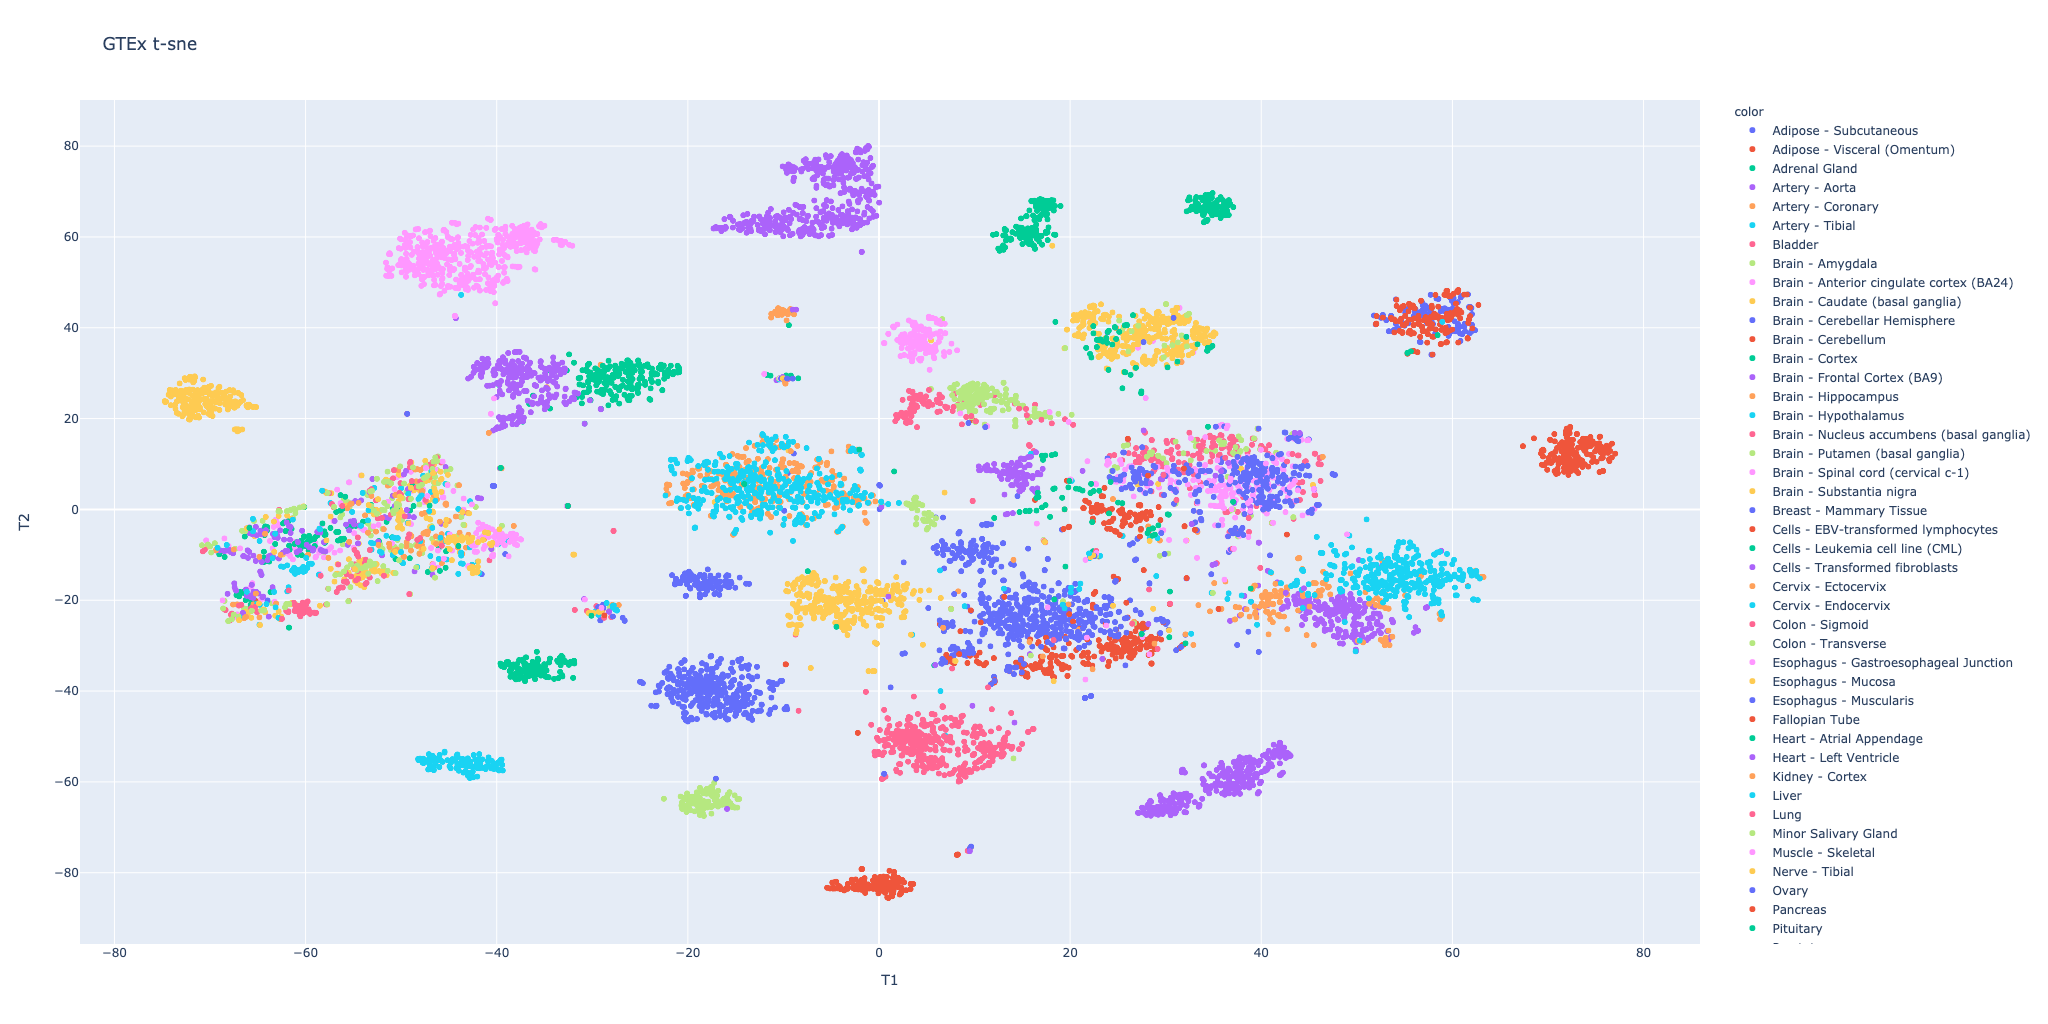 GTEx t-sne
color
Adipose - Subcutaneous
Adipose - Visceral (Omentum)
Adrenal Gland
Artery - Aorta
Artery - Coronary
Artery - Tibial
Bladder
Brain - Amygdala
Brain - Anterior cingulate cortex (BA24)
Brain - Caudate (basal ganglia)
Brain - Cerebellar Hemisphere
Brain - Cerebellum
Brain - Cortex
Brain - Frontal Cortex (BA9)
Brain - Hippocampus
Brain - Hypothalamus
Brain - Nucleus accumbens (basal ganglia)
Brain - Putamen (basal ganglia)
Brain - Spinal cord (cervical c-1)
Brain - Substantia nigra
Breast - Mammary Tissue
Cells - EBV-transformed lymphocytes
Cells - Leukemia cell line (CML)
Cells - Transformed fibroblasts
Cervix - Ectocervix
Cervix - Endocervix
Colon - Sigmoid
Colon - Transverse
Esophagus - Gastroesophageal Junction
Esophagus - Mucosa
Esophagus - Muscularis
Fallopian Tube
Heart - Atrial Appendage
Heart - Left Ventricle
Kidney - Cortex
Liver
Lung
Minor Salivary Gland
Muscle - Skeletal
Nerve - Tibial
Ovary
Pancreas
Pituitary
80
60
40
20
0
−20
−40
−60
−80
T2
−80 −60 −40 −20 0 20 40 60 80
T1